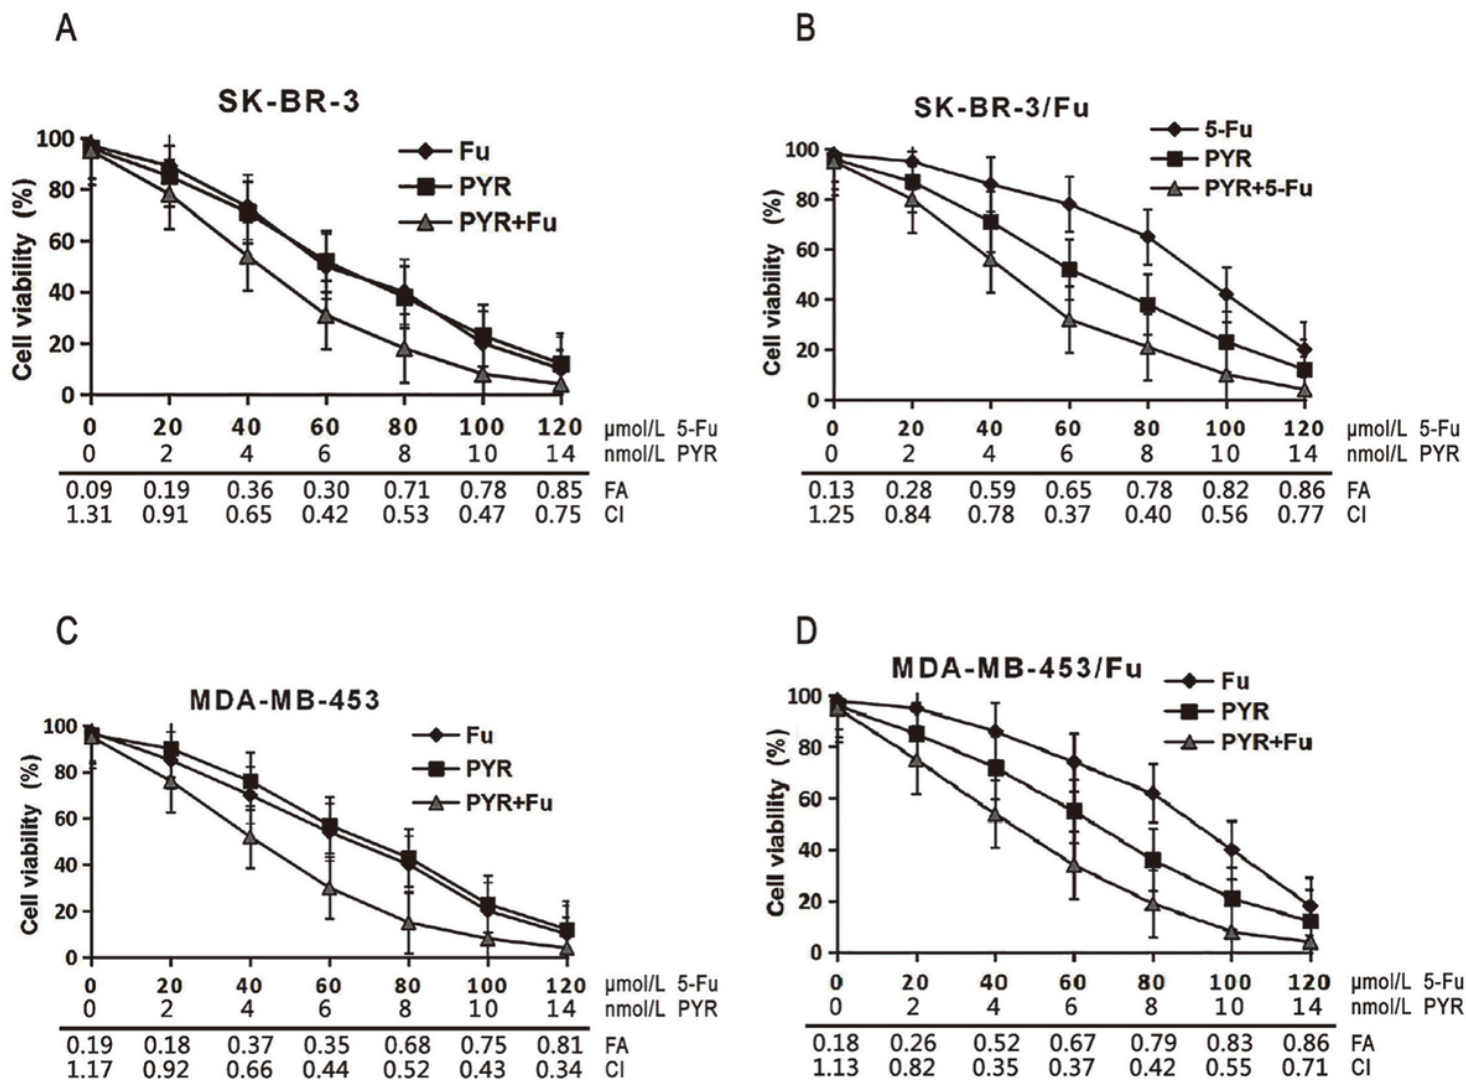 A
SK-BR-3
Fu
PYR
PYR+Fu
Cell viability (%)
100
80
60
40
20
0
0 20 40 60 80 100 120 μmol/L 5-Fu
0 2 4 6 8 10 14 nmol/L PYR
0.09 0.19 0.36 0.30 0.71 0.78 0.85 FA
1.31 0.91 0.65 0.42 0.53 0.47 0.75 CI
B
SK-BR-3/Fu
5-Fu
PYR
PYR+5-Fu
Cell viability (%)
100
80
60
40
20
0
0 20 40 60 80 100 120 μmol/L 5-Fu
0 2 4 6 8 10 14 nmol/L PYR
0.13 0.28 0.59 0.65 0.78 0.82 0.86 FA
1.25 0.84 0.78 0.37 0.40 0.56 0.77 CI
C
MDA-MB-453
Fu
PYR
PYR+Fu
Cell viability (%)
100
80
60
40
20
0
0 20 40 60 80 100 120 μmol/L 5-Fu
0 2 4 6 8 10 14 nmol/L PYR
0.19 0.18 0.37 0.35 0.68 0.75 0.81 FA
1.17 0.92 0.66 0.44 0.52 0.43 0.34 CI
D
MDA-MB-453/Fu
Fu
PYR
PYR+Fu
Cell viability (%)
100
80
60
40
20
0
0 20 40 60 80 100 120 μmol/L 5-Fu
0 2 4 6 8 10 14 nmol/L PYR
0.18 0.26 0.52 0.67 0.79 0.83 0.86 FA
1.13 0.82 0.35 0.37 0.42 0.55 0.71 CI